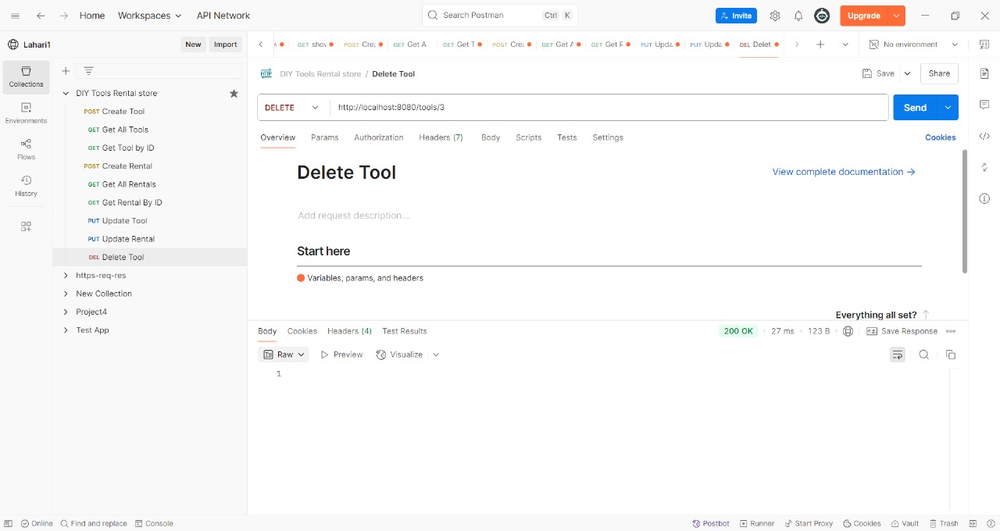 Home Workspaces API Network Search Postman Ctrl K Invite Upgrade
Lahari1 New Import GET show POST Crea GET Get A GET Get T POST Crea GET Get A GET Get R PUT Upda PUT Upda DEL Delet No environment
Collections
Environments
Flows
History
DIY Tools Rental store
POST Create Tool
GET Get All Tools
GET Get Tool by ID
POST Create Rental
GET Get All Rentals
GET Get Rental By ID
PUT Update Tool
PUT Update Rental
DEL Delete Tool
https-req-res
New Collection
Project4
Test App
HTTP DIY Tools Rental store / Delete Tool Save Share
DELETE http://localhost:8080/tools/3 Send
Overview Params Authorization Headers (7) Body Scripts Tests Settings Cookies
Delete Tool View complete documentation →
Add request description...
Start here
Variables, params, and headers
Everything all set? ↑
Body Cookies Headers (4) Test Results 200 OK • 27 ms • 123 B Save Response
Raw Preview Visualize
1
Online Find and replace Console Postbot Runner Start Proxy Cookies Vault Trash